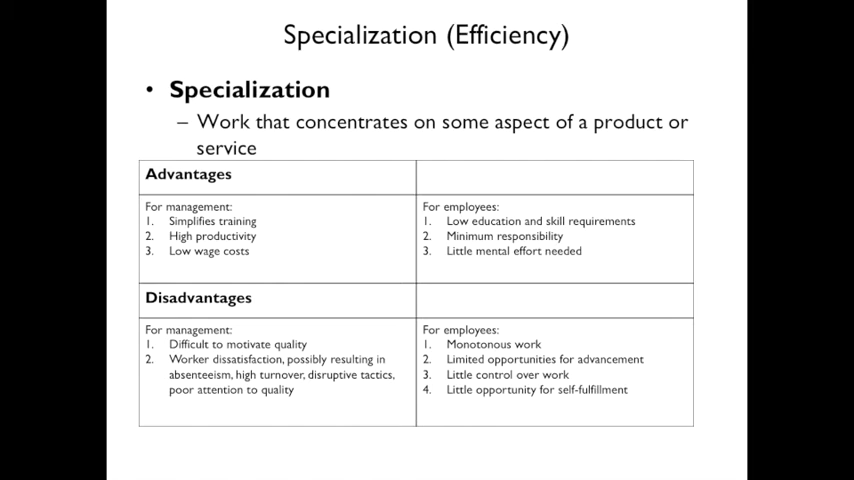 Specialization (Efficiency)
• Specialization
– Work that concentrates on some aspect of a product or
service
Advantages
For management:
1. Simplifies training
2. High productivity
3. Low wage costs
For employees:
1. Low education and skill requirements
2. Minimum responsibility
3. Little mental effort needed
Disadvantages
For management:
1. Difficult to motivate quality
2. Worker dissatisfaction, possibly resulting in
absenteeism, high turnover, disruptive tactics,
poor attention to quality
For employees:
1. Monotonous work
2. Limited opportunities for advancement
3. Little control over work
4. Little opportunity for self-fulfillment